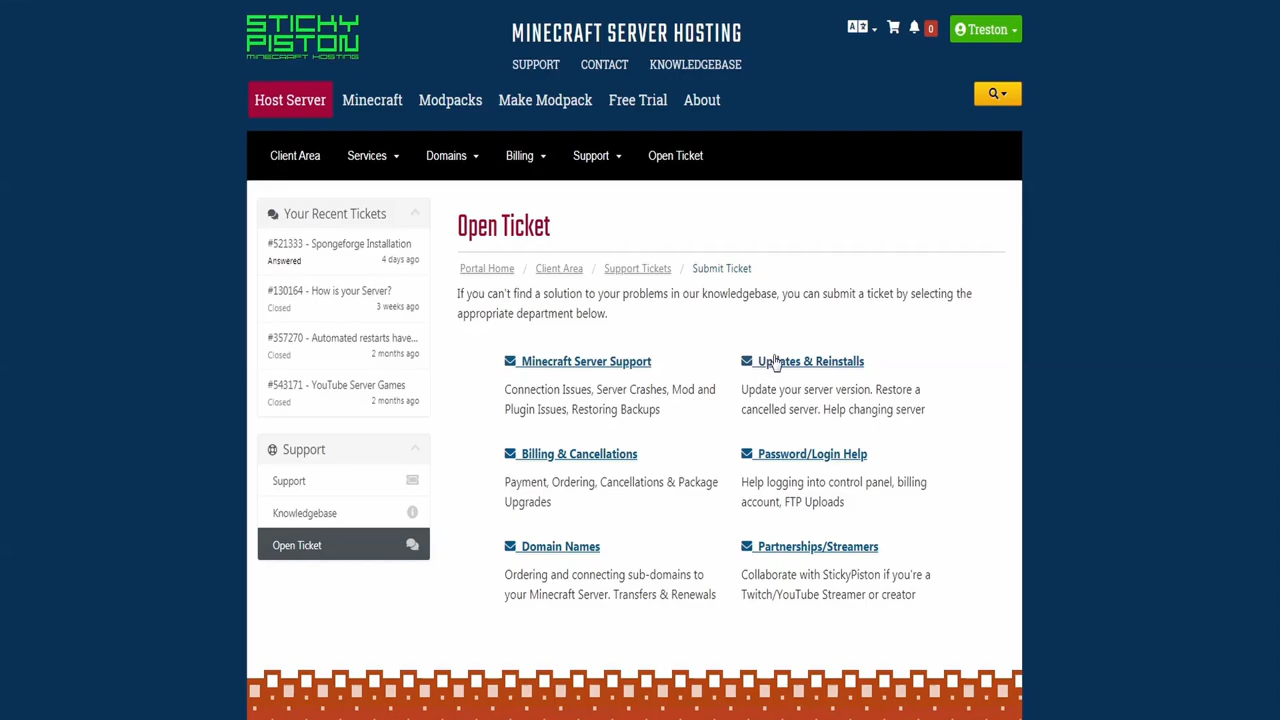 STICKY
PISTON
MINECRAFT HOSTING
MINECRAFT SERVER HOSTING
SUPPORT CONTACT KNOWLEDGEBASE
0
Treston
Host Server Minecraft Modpacks Make Modpack Free Trial About
Client Area Services Domains Billing Support Open Ticket
Your Recent Tickets
#521333 - Spongeforge Installation
Answered 4 days ago
#130164 - How is your Server?
Closed 3 weeks ago
#357270 - Automated restarts have...
Closed 2 months ago
#543171 - YouTube Server Games
Closed 2 months ago
Support
Support
Knowledgebase
Open Ticket
Open Ticket
Portal Home / Client Area / Support Tickets / Submit Ticket
If you can't find a solution to your problems in our knowledgebase, you can submit a ticket by selecting the
appropriate department below.
Minecraft Server Support
Connection Issues, Server Crashes, Mod and
Plugin Issues, Restoring Backups
Updates & Reinstalls
Update your server version. Restore a
cancelled server. Help changing server
Billing & Cancellations
Payment, Ordering, Cancellations & Package
Upgrades
Password/Login Help
Help logging into control panel, billing
account, FTP Uploads
Domain Names
Ordering and connecting sub-domains to
your Minecraft Server. Transfers & Renewals
Partnerships/Streamers
Collaborate with StickyPiston if you're a
Twitch/YouTube Streamer or creator